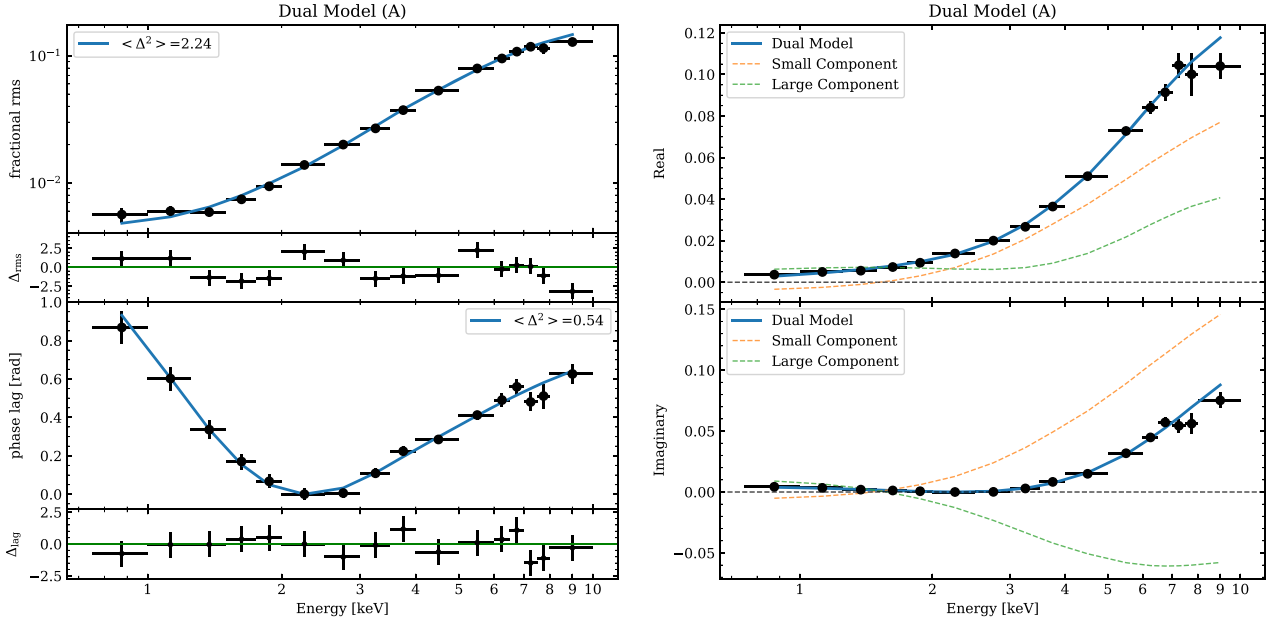 Dual Model (A)
<Δ²>=2.24
fractional rms
10⁻¹
10⁻²
Δrms
2.5
0.0
−2.5
<Δ²>=0.54
phase lag [rad]
1.0
0.8
0.6
0.4
0.2
0.0
Δlag
2.5
0.0
−2.5
1 2 3 4 5 6 7 8 9 10
Energy [keV]
Dual Model (A)
Dual Model
Small Component
Large Component
Real
0.12
0.10
0.08
0.06
0.04
0.02
0.00
Dual Model
Small Component
Large Component
Imaginary
0.15
0.10
0.05
0.00
−0.05
1 2 3 4 5 6 7 8 9 10
Energy [keV]